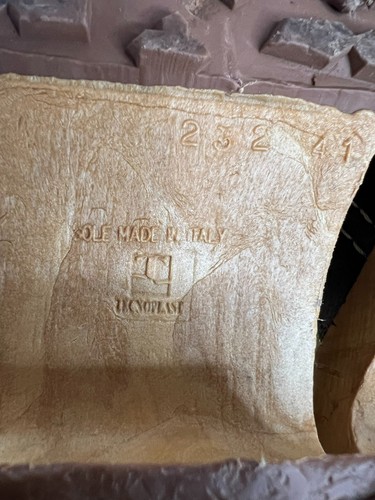 232 41
SOLE MADE IN ITALY
TECNOPLAST